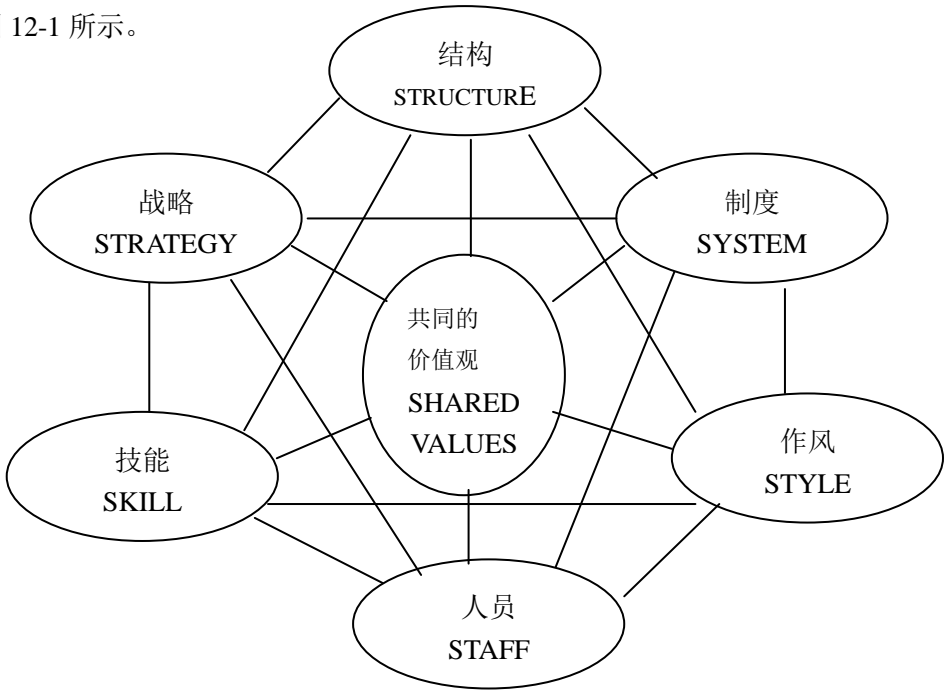 12-1 所示。
结构
STRUCTURE
战略
STRATEGY
制度
SYSTEM
共同的
价值观
SHARED
VALUES
技能
SKILL
作风
STYLE
人员
STAFF